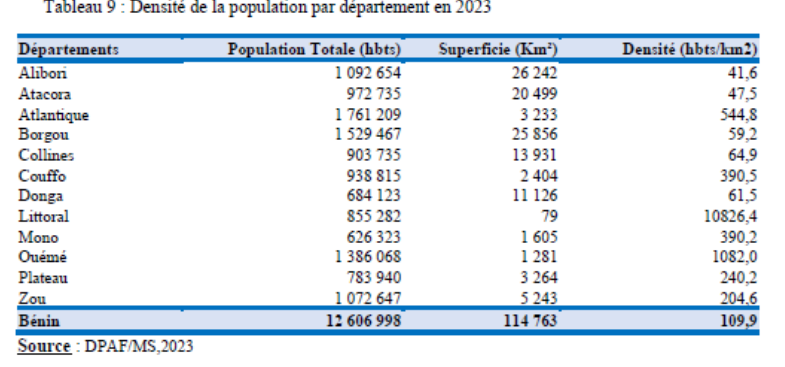 Tableau 9 : Densité de la population par département en 2023
Départements Population Totale (hbts) Superficie (Km²) Densité (hbts/km2)
Alibori 1 092 654 26 242 41,6
Atacora 972 735 20 499 47,5
Atlantique 1 761 209 3 233 544,8
Borgou 1 529 467 25 856 59,2
Collines 903 735 13 931 64,9
Couffo 938 815 2 404 390,5
Donga 684 123 11 126 61,5
Littoral 855 282 79 10826,4
Mono 626 323 1 605 390,2
Ouémé 1 386 068 1 281 1082,0
Plateau 783 940 3 264 240,2
Zou 1 072 647 5 243 204,6
Bénin 12 606 998 114 763 109,9
Source : DPAF/MS,2023